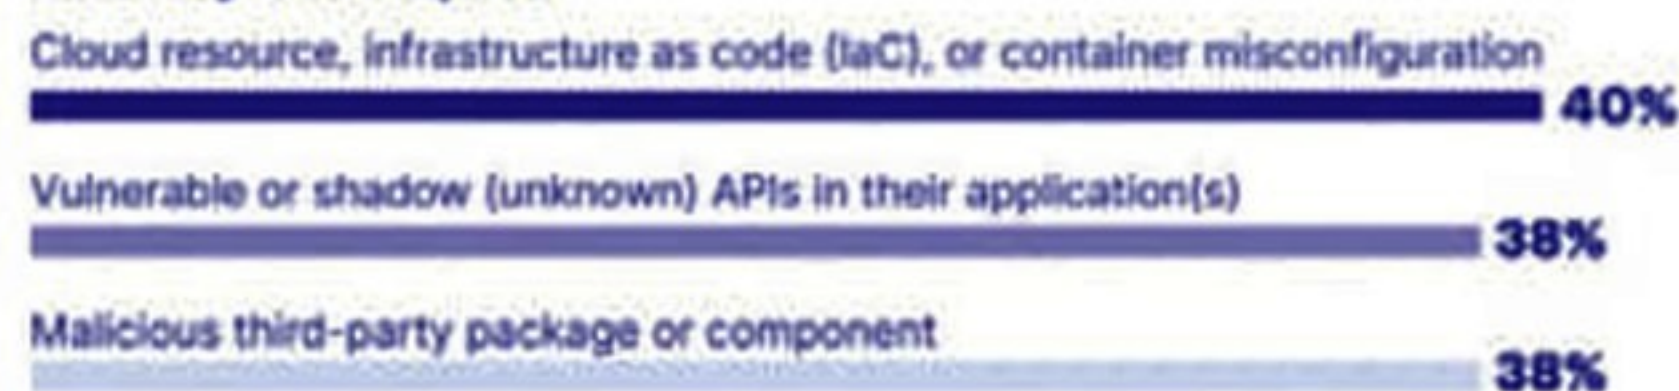 Cloud resource, infrastructure as code (IaC), or container misconfiguration
40%
Vulnerable or shadow (unknown) APIs in their application(s)
38%
Malicious third-party package or component
38%